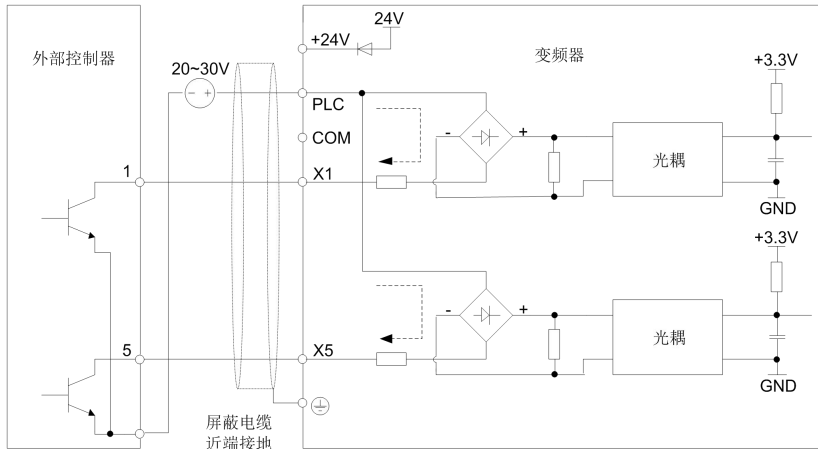 24V
+24V
外部控制器
变频器
20~30V
+3.3V
PLC
- +
COM
- +
光耦
1
X1
GND
+3.3V
- +
光耦
5
X5
GND
屏蔽电缆
近端接地